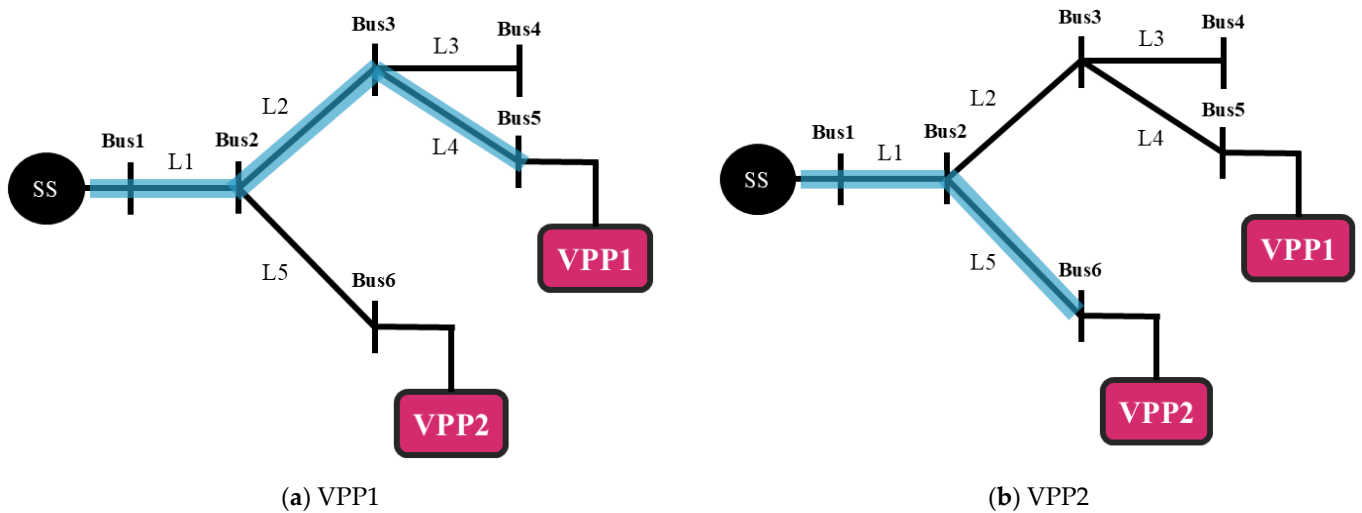 Bus3
Bus4
L3
L2
Bus5
Bus1
Bus2
L4
L1
SS
VPP1
L5
Bus6
VPP2
(a) VPP1
Bus3
Bus4
L3
L2
Bus5
Bus1
Bus2
L4
L1
SS
VPP1
L5
Bus6
VPP2
(b) VPP2